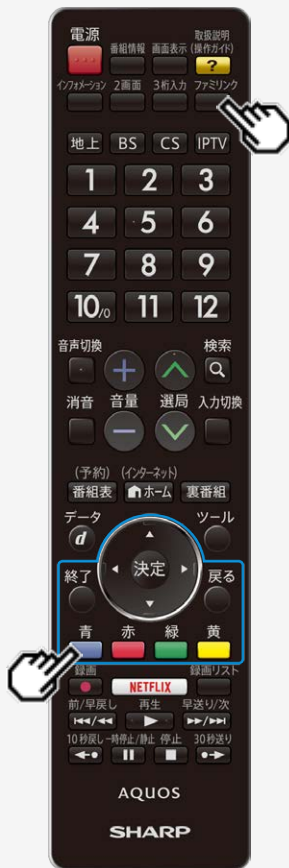 電源
番組情報 画面表示 取扱説明
(操作ガイド)
?
インフォメーション 2画面 3桁入力 ファミリンク
地上 BS CS IPTV
1 2 3
4 5 6
7 8 9
10/0 11 12
音声切換 + 検索
消音 音量 選局 入力切換
−
(予約) (インターネット)
番組表 ホーム 裏番組
データ ツール
d 決定
終了 戻る
青 赤 緑 黄
録画 NETFLIX 録画リスト
前/早戻し 再生 早送り/次
10秒戻し 一時停止/静止 停止 30秒送り
AQUOS
SHARP